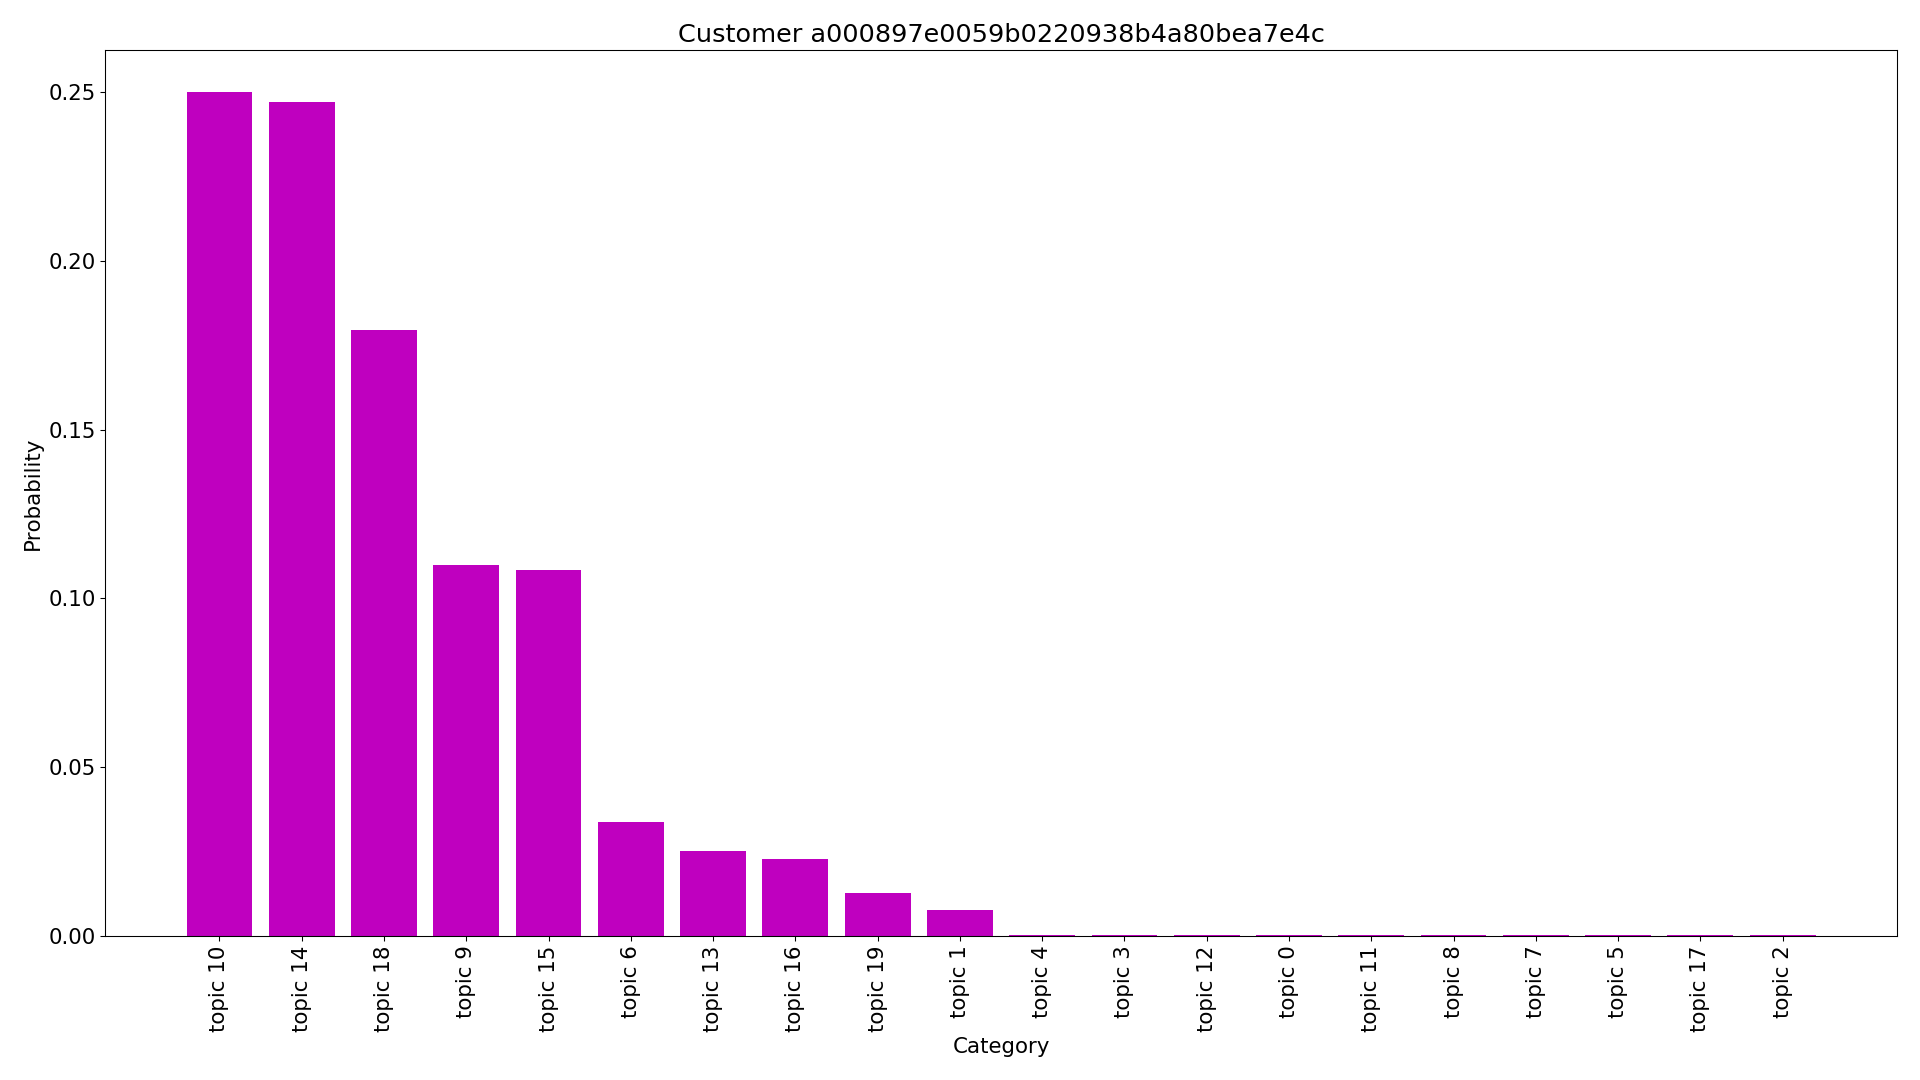 Customer a000897e0059b0220938b4a80bea7e4c
Probability
0.25
0.20
0.15
0.10
0.05
0.00
topic 10
topic 14
topic 18
topic 9
topic 15
topic 6
topic 13
topic 16
topic 19
topic 1
topic 4
topic 3
topic 12
topic 0
topic 11
topic 8
topic 7
topic 5
topic 17
topic 2
Category